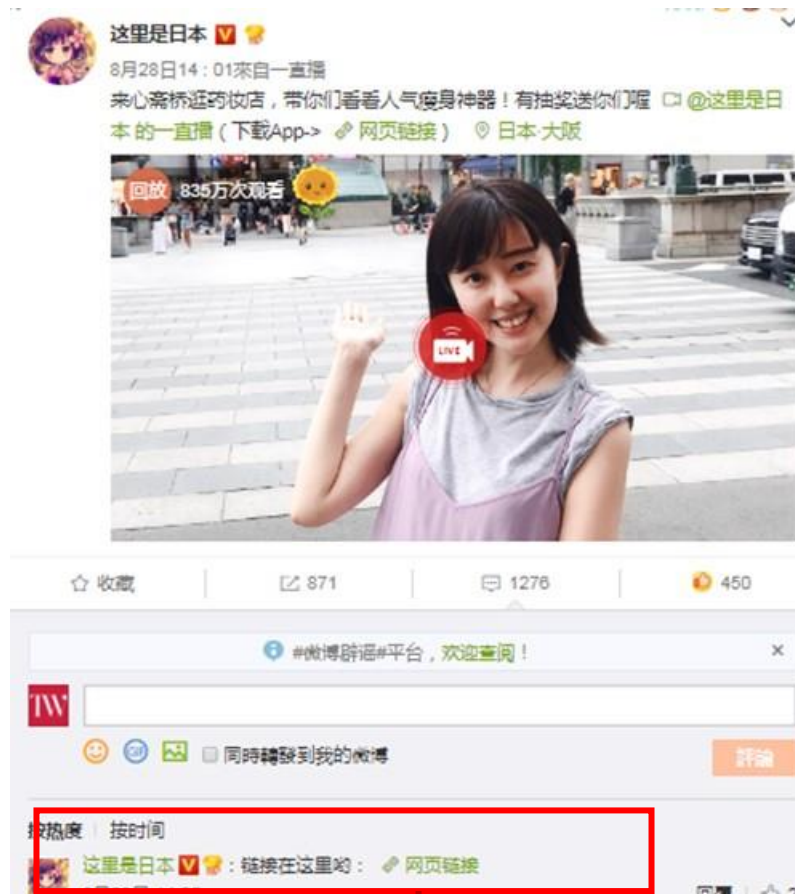 这里是日本 V
8月28日14：01來自一直播
来心斋桥逛药妆店，带你们看看人气瘦身神器！有抽奖送你们喔 @这里是日
本 的一直播（下载App-> 网页链接） 日本·大阪
回放 835万次观看
LIVE
收藏 871 1276 450
#微博辟谣#平台，欢迎查阅！ ×
TW
GIF 同時轉發到我的微博 評論
按热度 按时间
这里是日本 V ：链接在这里哟： 网页链接